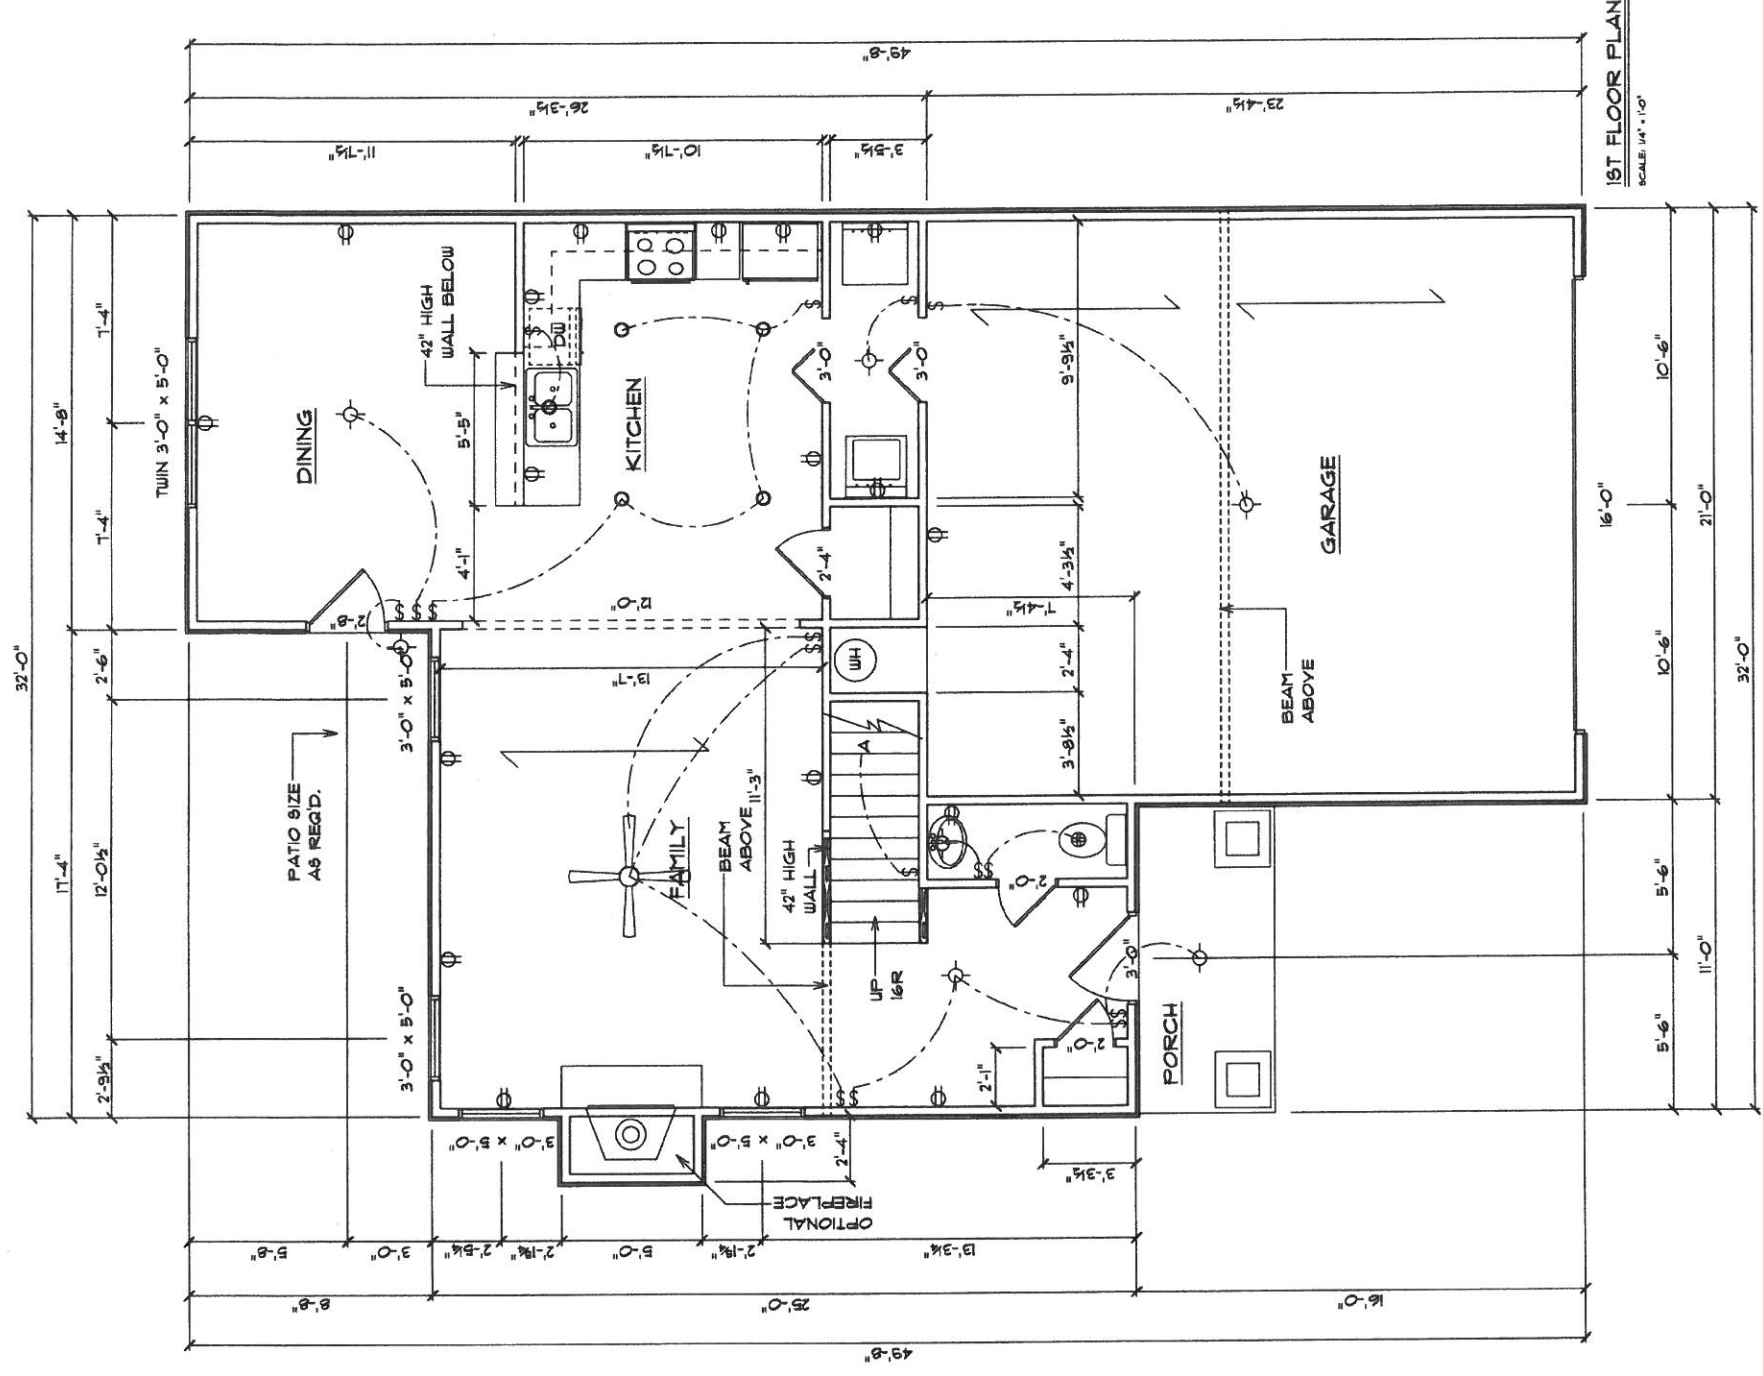 49'-8"
26'-3½"
23'-4½"
11'-7½"
10'-7½"
3'-5½"
1ST FLOOR PLAN
SCALE: 1/4" = 1'-0"
32'-0"
14'-8"
17'-4"
7'-4"
7'-4"
2'-6"
12'-0½"
2'-9½"
TWIN 3'-0" x 5'-0"
DINING
42" HIGH
WALL BELOW
5'-5"
4'-1"
DW
KITCHEN
12'-0"
2'-8"
$ $ $
3'-0"
3'-0"
2'-4"
9'-9½"
4'-3½"
7'-4½"
2'-4"
3'-8½"
GARAGE
16'-0"
BEAM
ABOVE
10'-6"
10'-6"
21'-0"
32'-0"
5'-6"
5'-6"
11'-0"
PATIO SIZE
AS REQ'D.
3'-0" x 5'-0"
3'-0" x 5'-0"
13'-7"
WH
FAMILY
BEAM
ABOVE
11'-3"
42" HIGH
WALL
A
UP
16R
2'-0"
3'-0"
2'-0"
2'-1"
PORCH
3'-0" x 5'-0"
3'-0" x 5'-0"
2'-4"
3'-3½"
OPTIONAL
FIREPLACE
5'-8"
3'-0"
2'-5¼"
2'-1¾"
5'-0"
2'-1¾"
13'-3¼"
8'-8"
25'-0"
16'-0"
49'-8"